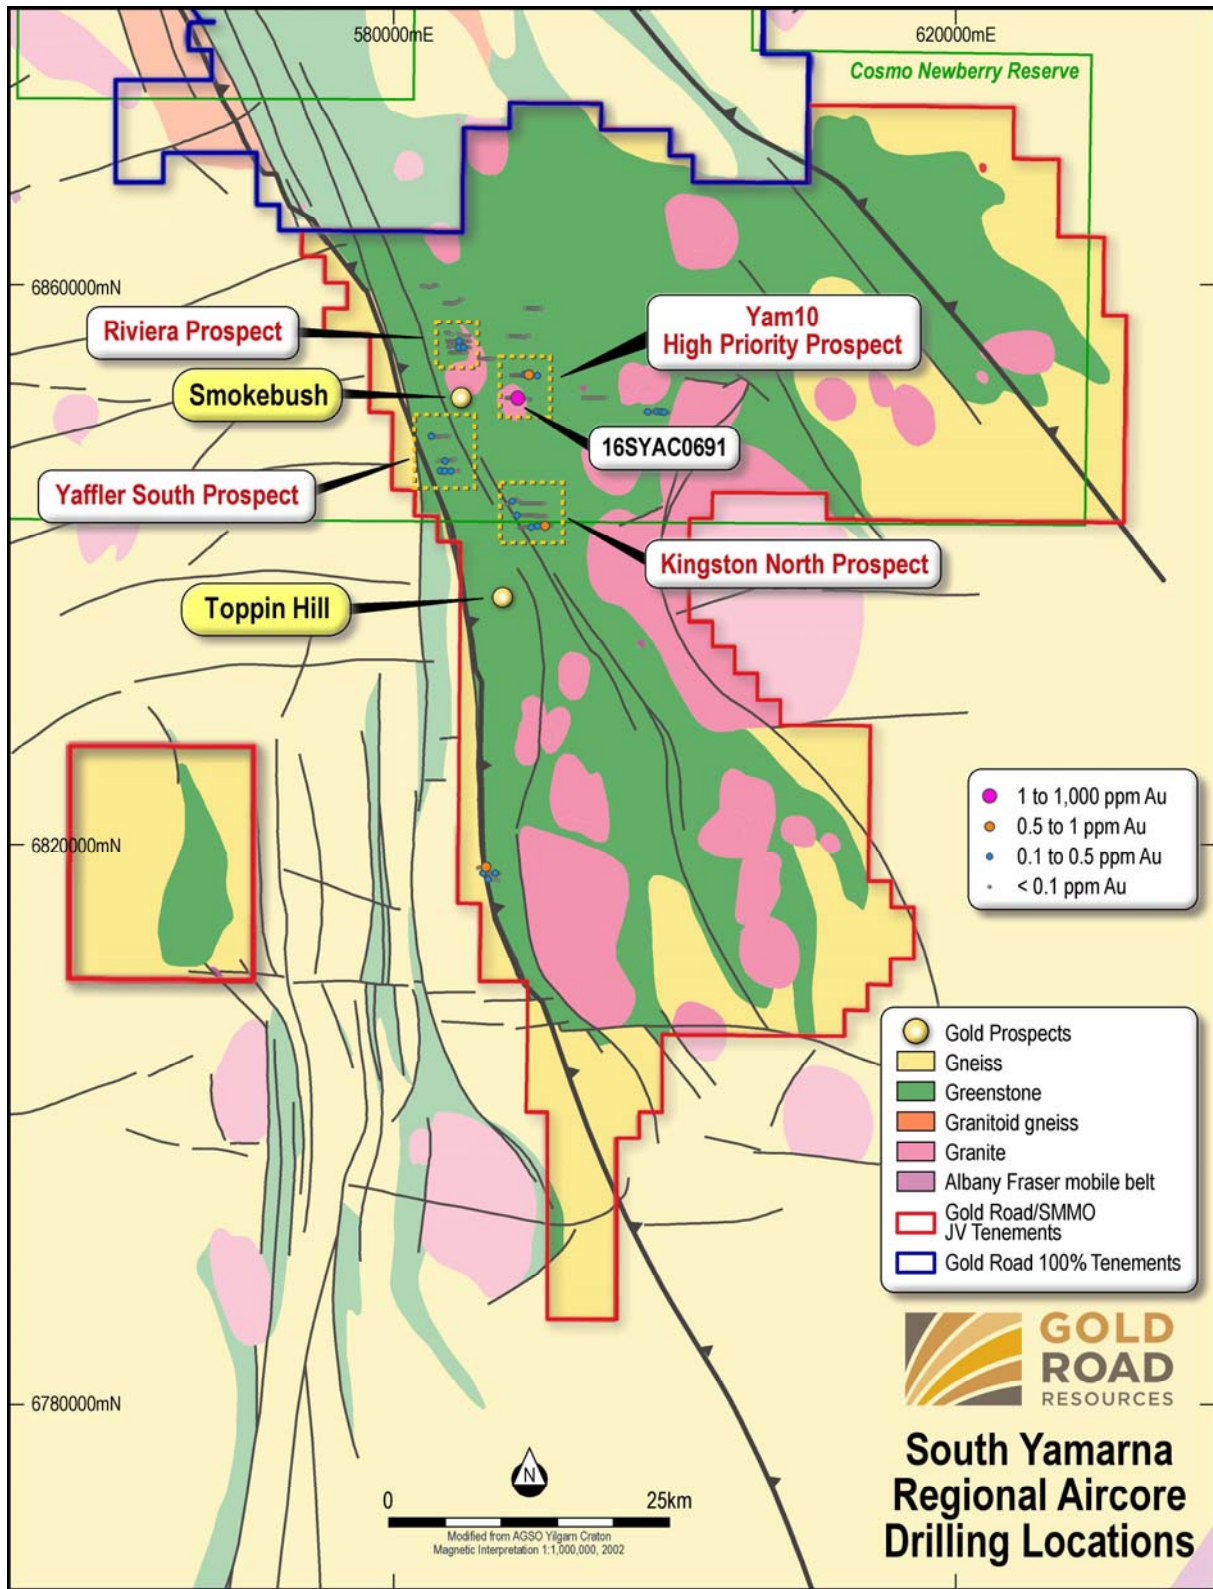 580000mE
620000mE
Cosmo Newberry Reserve
6860000mN
Riviera Prospect
Yam10
High Priority Prospect
Smokebush
16SYAC0691
Yaffler South Prospect
Kingston North Prospect
Toppin Hill
1 to 1,000 ppm Au
6820000mN
0.5 to 1 ppm Au
0.1 to 0.5 ppm Au
< 0.1 ppm Au
Gold Prospects
Gneiss
Greenstone
Granitoid gneiss
Granite
Albany Fraser mobile belt
Gold Road/SMMO
JV Tenements
Gold Road 100% Tenements
GOLD
ROAD
RESOURCES
6780000mN
South Yamarna
Regional Aircore
Drilling Locations
N
0 25km
Modified from AGSO Yilgarn Craton
Magnetic Interpretation 1:1,000,000, 2002